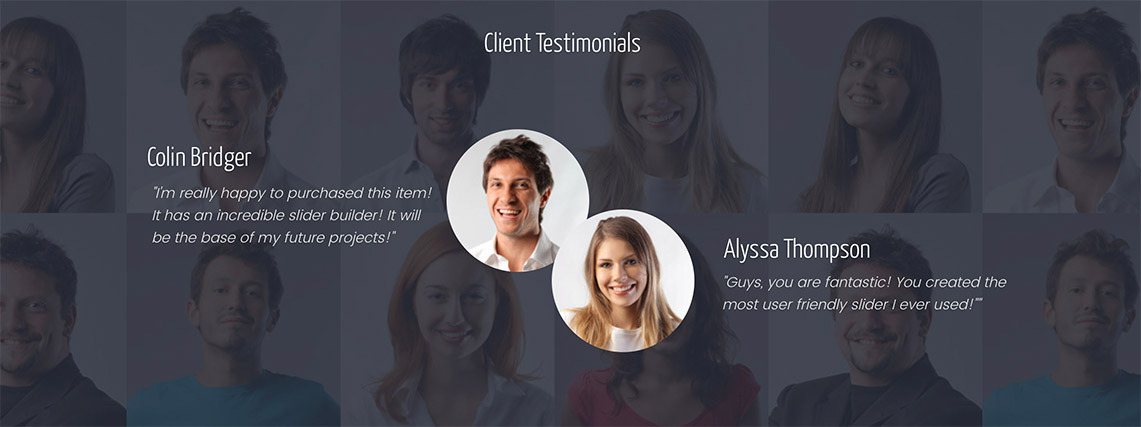 Client Testimonials
Colin Bridger
"I'm really happy to purchased this item!
It has an incredible slider builder! It will
be the base of my future projects!"
Alyssa Thompson
"Guys, you are fantastic! You created the
most user friendly slider I ever used!""